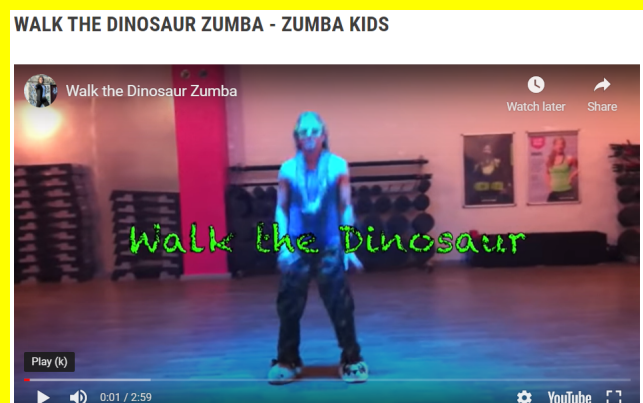 WALK THE DINOSAUR ZUMBA - ZUMBA KIDS
Walk the Dinosaur Zumba
Watch later
Share
Walk the Dinosaur
Play (k)
0:01 / 2:59
YouTube